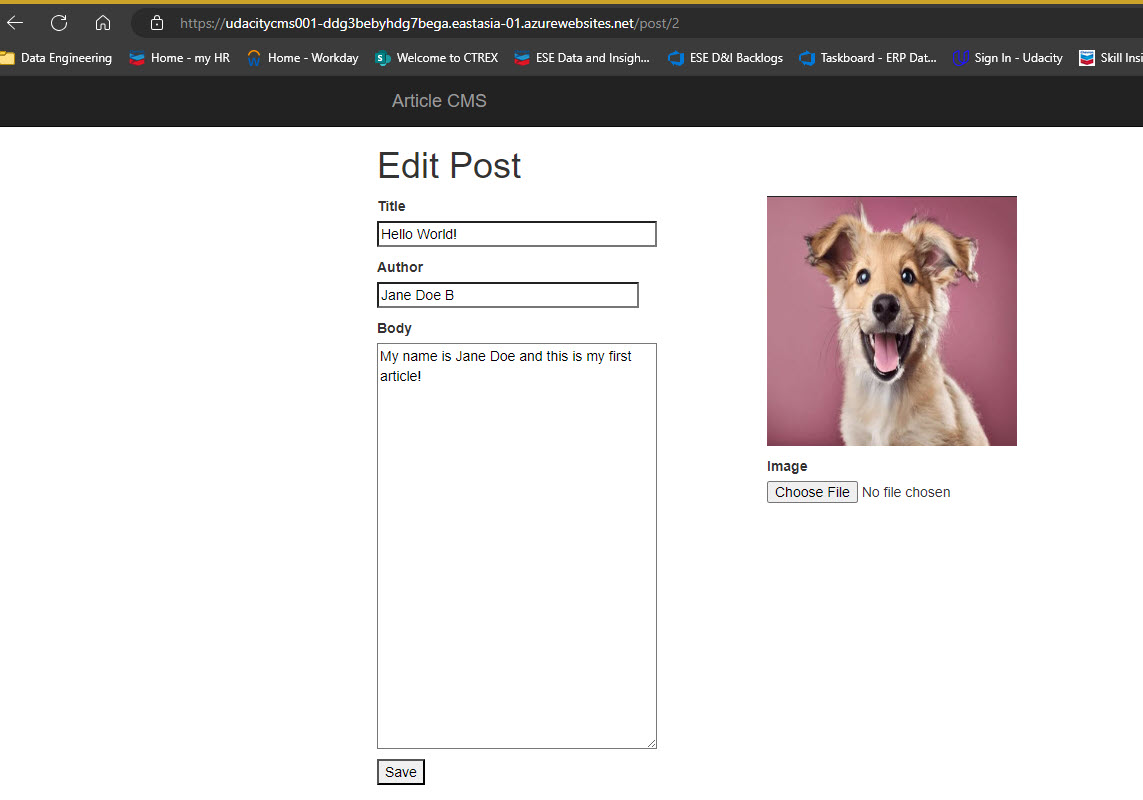 https://udacitycms001-ddg3bebyhdg7bega.eastasia-01.azurewebsites.net/post/2
Data Engineering Home - my HR Home - Workday Welcome to CTREX ESE Data and Insigh... ESE D&I Backlogs Taskboard - ERP Dat... Sign In - Udacity Skill Insi
Article CMS
Edit Post
Title
Hello World!
Author
Jane Doe B
Body
My name is Jane Doe and this is my first
article!
Image
Choose File No file chosen
Save